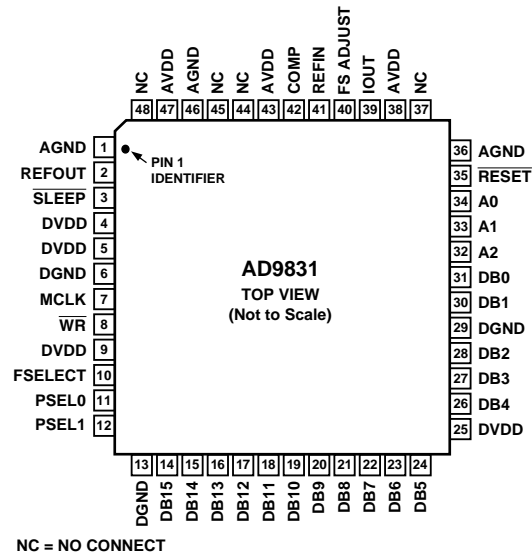 NC
AVDD
AGND
NC
NC
AVDD
COMP
REFIN
FS ADJUST
IOUT
AVDD
NC
48 47 46 45 44 43 42 41 40 39 38 37
AGND 1
REFOUT 2
SLEEP 3
DVDD 4
DVDD 5
DGND 6
MCLK 7
WR 8
DVDD 9
FSELECT 10
PSEL0 11
PSEL1 12
PIN 1
IDENTIFIER
AD9831
TOP VIEW
(Not to Scale)
36 AGND
35 RESET
34 A0
33 A1
32 A2
31 DB0
30 DB1
29 DGND
28 DB2
27 DB3
26 DB4
25 DVDD
13 14 15 16 17 18 19 20 21 22 23 24
DGND
DB15
DB14
DB13
DB12
DB11
DB10
DB9
DB8
DB7
DB6
DB5
NC = NO CONNECT